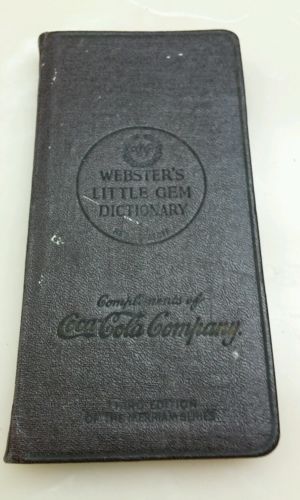 WEBSTER'S
LITTLE GEM
DICTIONARY
Compliments of
Coca-Cola Company.
THIRD EDITION
OF THE MERRIAM SERIES